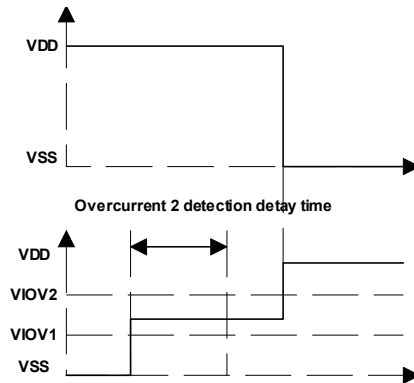 VDD
VSS
Overcurrent 2 detection detay time
VDD
VIOV2
VIOV1
VSS